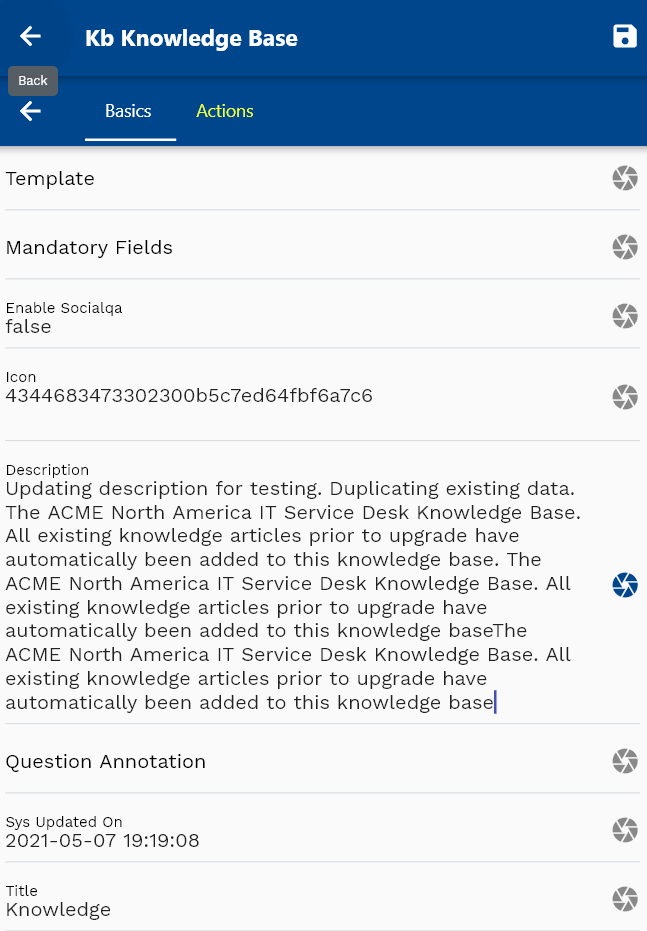 Kb Knowledge Base
Back
Basics
Actions
Template
Mandatory Fields
Enable Socialqa
false
Icon
4344683473302300b5c7ed64fbf6a7c6
Description
Updating description for testing. Duplicating existing data.
The ACME North America IT Service Desk Knowledge Base.
All existing knowledge articles prior to upgrade have
automatically been added to this knowledge base. The
ACME North America IT Service Desk Knowledge Base. All
existing knowledge articles prior to upgrade have
automatically been added to this knowledge baseThe
ACME North America IT Service Desk Knowledge Base. All
existing knowledge articles prior to upgrade have
automatically been added to this knowledge base
Question Annotation
Sys Updated On
2021-05-07 19:19:08
Title
Knowledge